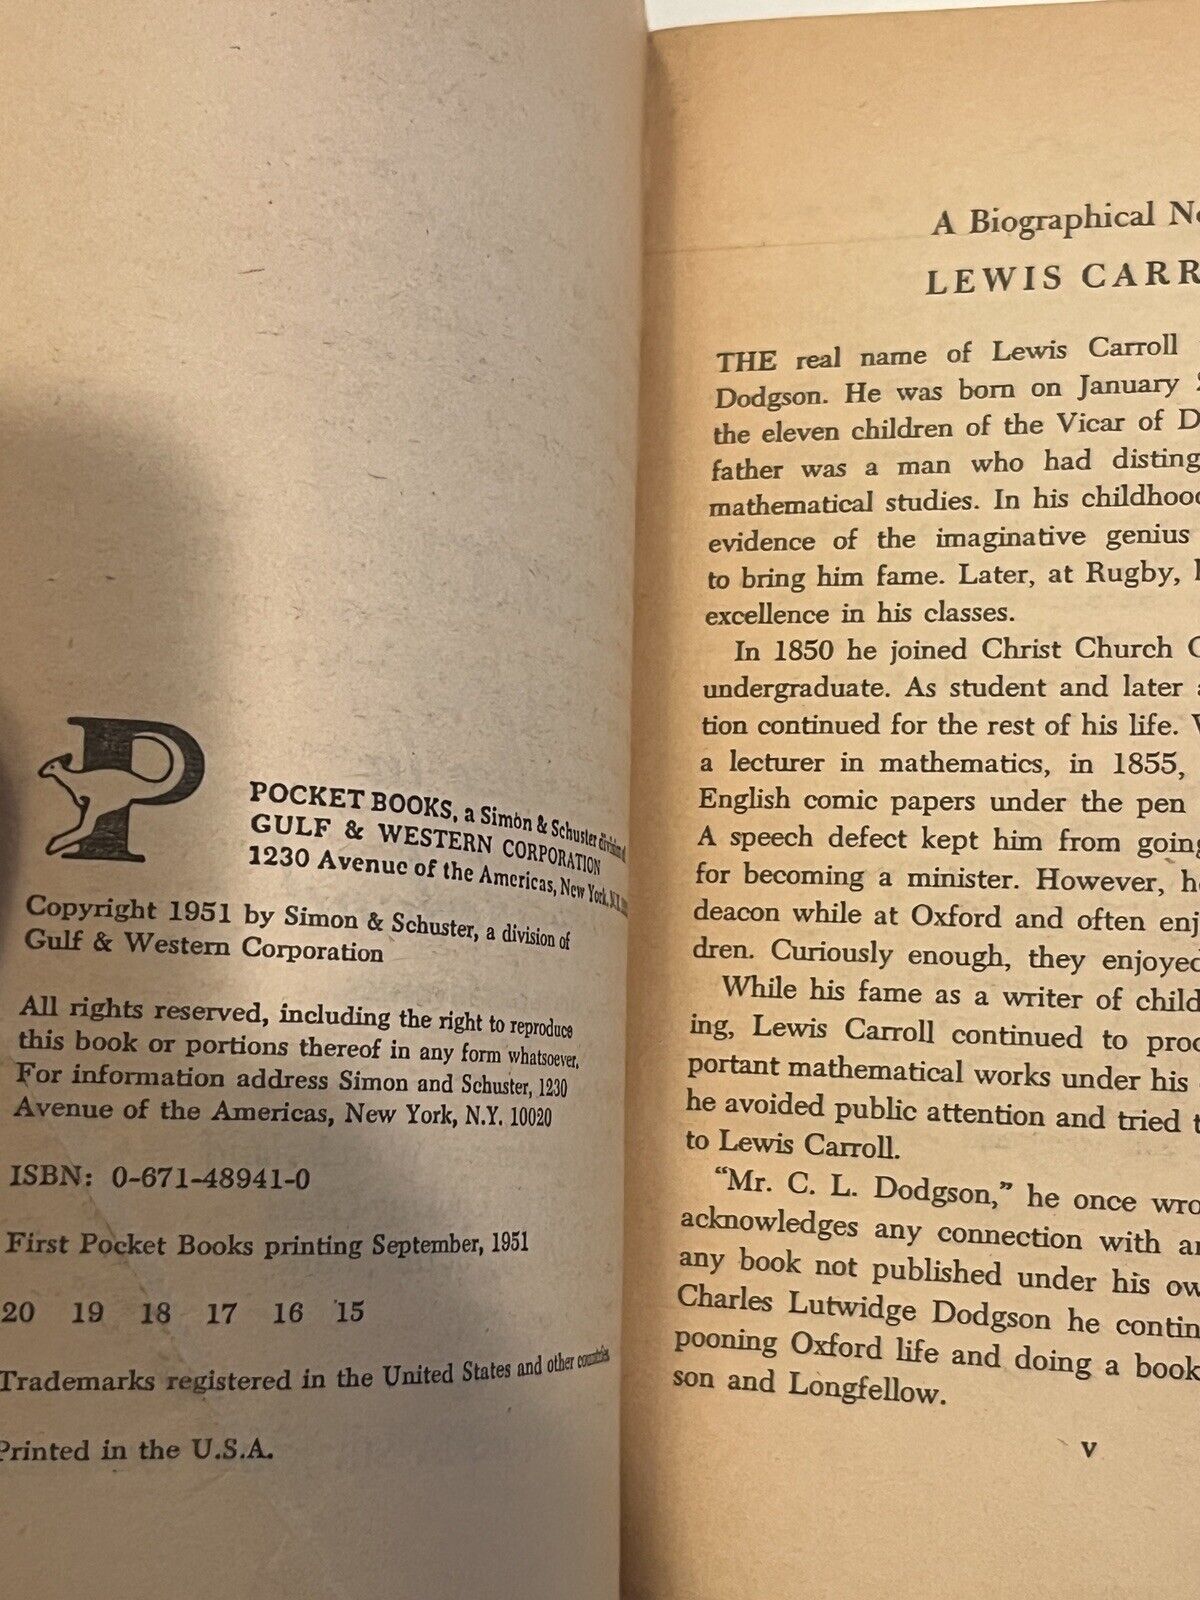 P
POCKET BOOKS, a Simon & Schuster division of
GULF & WESTERN CORPORATION
1230 Avenue of the Americas, New York, N.Y.
Copyright 1951 by Simon & Schuster, a division of
Gulf & Western Corporation
All rights reserved, including the right to reproduce
this book or portions thereof in any form whatsoever.
For information address Simon and Schuster, 1230
Avenue of the Americas, New York, N.Y. 10020
ISBN: 0-671-48941-0
First Pocket Books printing September, 1951
20 19 18 17 16 15
Trademarks registered in the United States and other countries
Printed in the U.S.A.
A Biographical
LEWIS CARR
THE real name of Lewis Carroll
Dodgson. He was born on January
the eleven children of the Vicar of D
father was a man who had disting
mathematical studies. In his childhood
evidence of the imaginative genius
to bring him fame. Later, at Rugby,
excellence in his classes.
In 1850 he joined Christ Church C
undergraduate. As student and later a
tion continued for the rest of his life.
a lecturer in mathematics, in 1855,
English comic papers under the pen
A speech defect kept him from going
for becoming a minister. However, he
deacon while at Oxford and often enj
dren. Curiously enough, they enjoyed
While his fame as a writer of child
ing, Lewis Carroll continued to proc
portant mathematical works under his
he avoided public attention and tried t
to Lewis Carroll.
"Mr. C. L. Dodgson," he once wro
acknowledges any connection with an
any book not published under his ow
Charles Lutwidge Dodgson he contin
pooning Oxford life and doing a book
son and Longfellow.
v